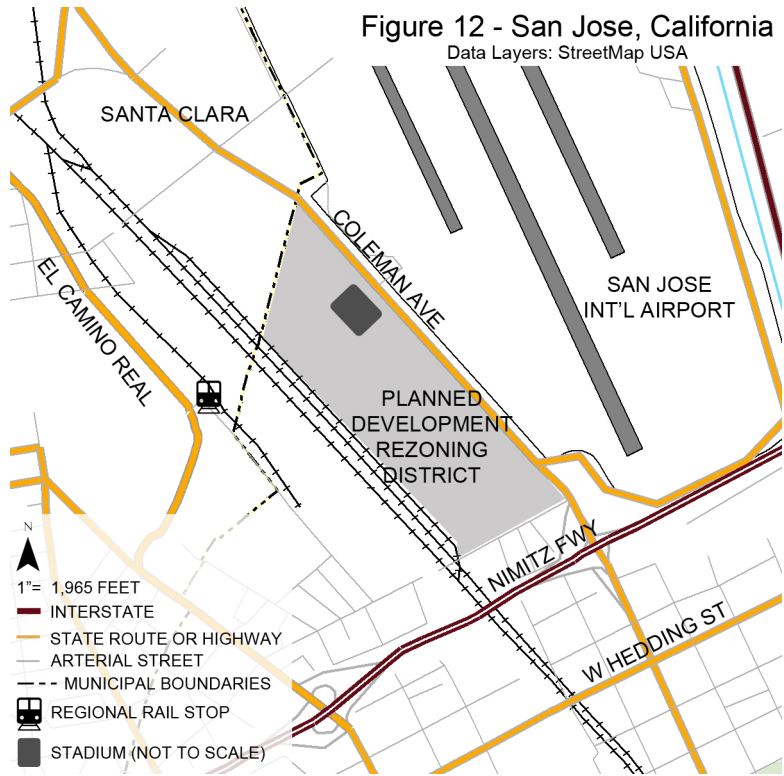 Figure 12 - San Jose, California
Data Layers: StreetMap USA
SANTA CLARA
COLEMAN AVE
EL CAMINO REAL
SAN JOSE
INT'L AIRPORT
PLANNED
DEVELOPMENT
REZONING
DISTRICT
NIMITZ FWY
W HEDDING ST
N
1"= 1,965 FEET
INTERSTATE
STATE ROUTE OR HIGHWAY
ARTERIAL STREET
MUNICIPAL BOUNDARIES
REGIONAL RAIL STOP
STADIUM (NOT TO SCALE)